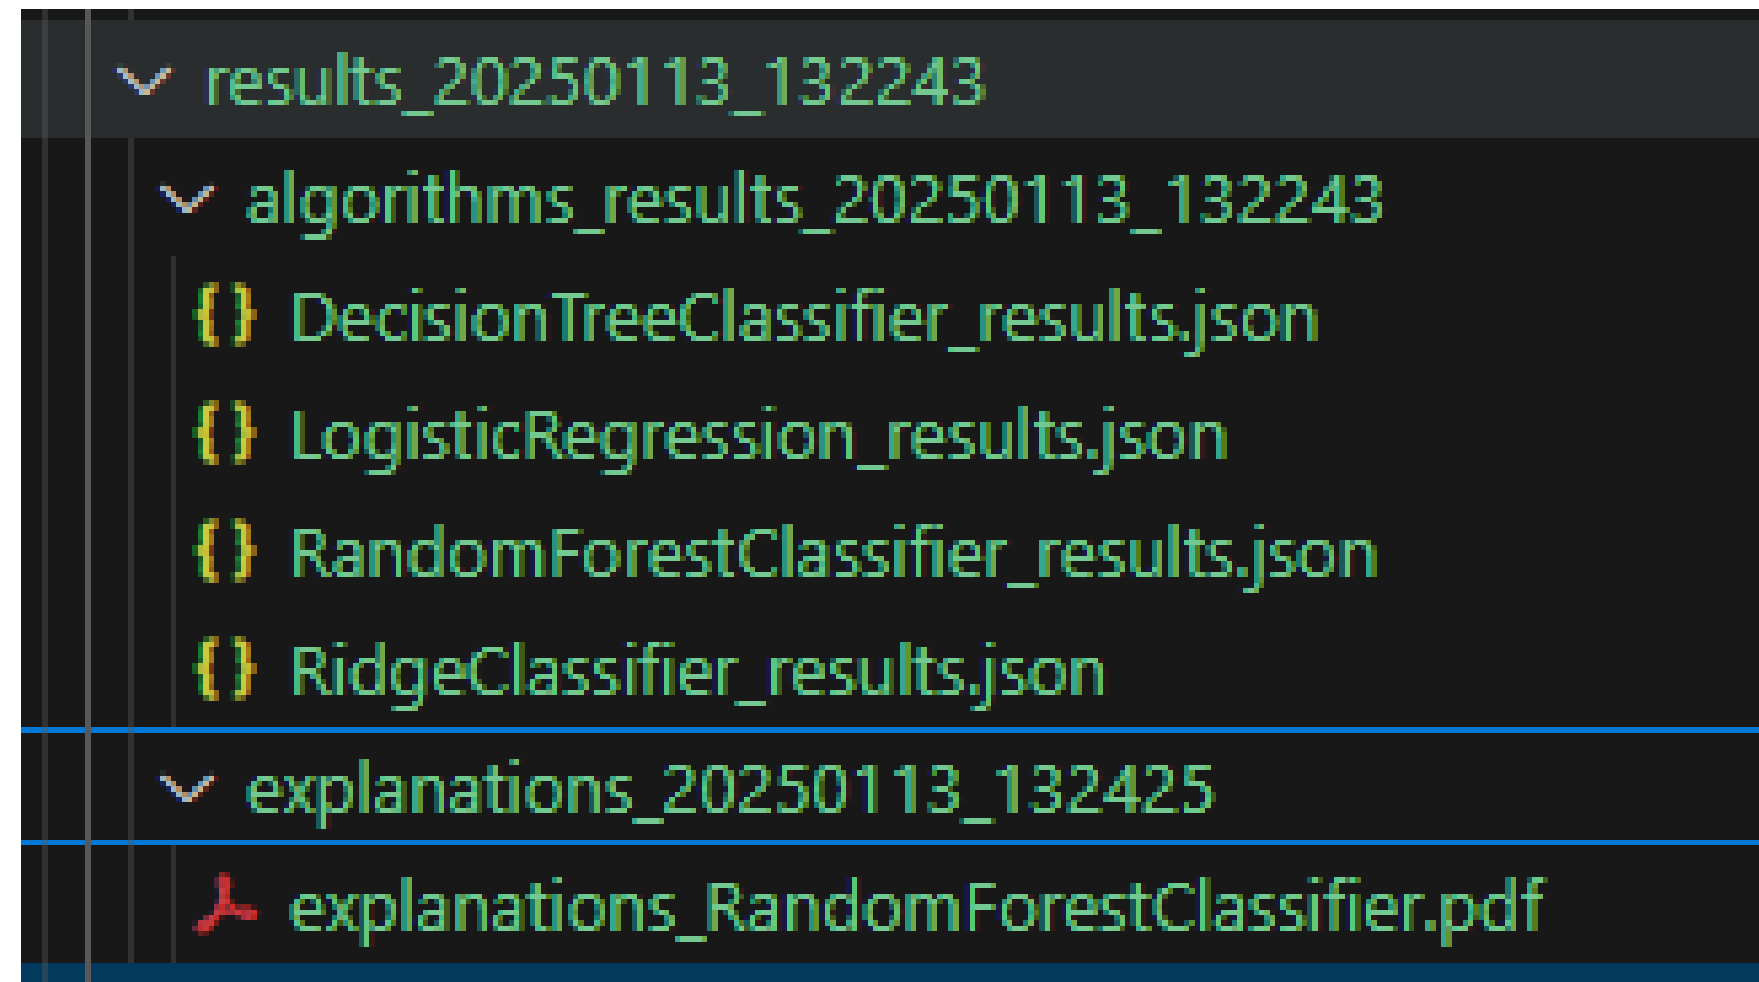 results_20250113_132243
algorithms_results_20250113_132243
{} DecisionTreeClassifier_results.json
{} LogisticRegression_results.json
{} RandomForestClassifier_results.json
{} RidgeClassifier_results.json
explanations_20250113_132425
explanations_RandomForestClassifier.pdf